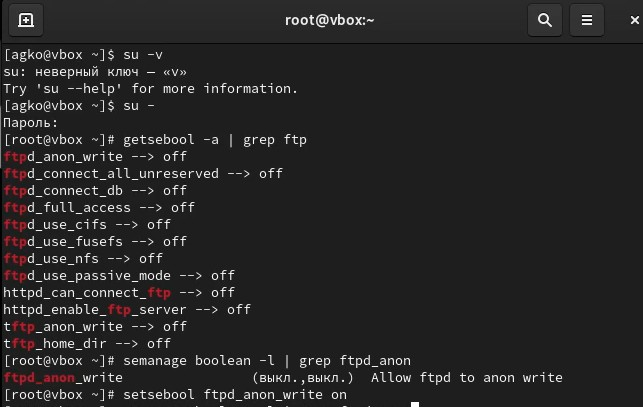 root@vbox:~
[agko@vbox ~]$ su -v
su: неверный ключ — «v»
Try 'su --help' for more information.
[agko@vbox ~]$ su -
Пароль:
[root@vbox ~]# getsebool -a | grep ftp
ftpd_anon_write --> off
ftpd_connect_all_unreserved --> off
ftpd_connect_db --> off
ftpd_full_access --> off
ftpd_use_cifs --> off
ftpd_use_fusefs --> off
ftpd_use_nfs --> off
ftpd_use_passive_mode --> off
httpd_can_connect_ftp --> off
httpd_enable_ftp_server --> off
tftp_anon_write --> off
tftp_home_dir --> off
[root@vbox ~]# semanage boolean -l | grep ftpd_anon
ftpd_anon_write (выкл.,выкл.) Allow ftpd to anon write
[root@vbox ~]# setsebool ftpd_anon_write on